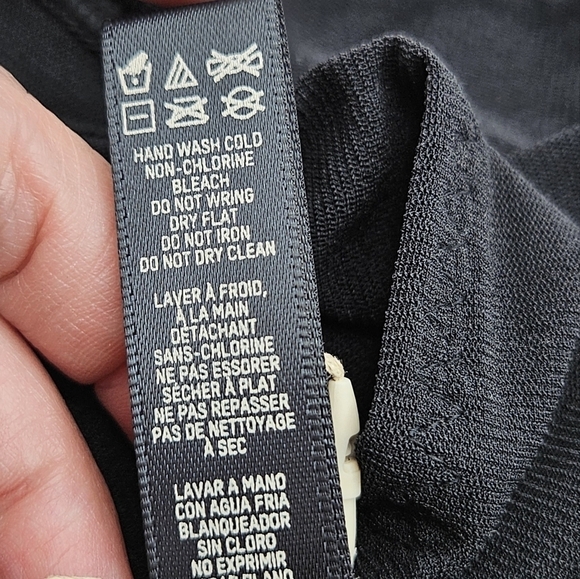 HAND WASH COLD
NON-CHLORINE
BLEACH
DO NOT WRING
DRY FLAT
DO NOT IRON
DO NOT DRY CLEAN
LAVER À FROID,
À LA MAIN
DÉTACHANT
SANS-CHLORINE
NE PAS ESSORER
SÉCHER À PLAT
NE PAS REPASSER
PAS DE NETTOYAGE
À SEC
LAVAR A MANO
CON AGUA FRIA
BLANQUEADOR
SIN CLORO
NO EXPRIMIR
PLANO